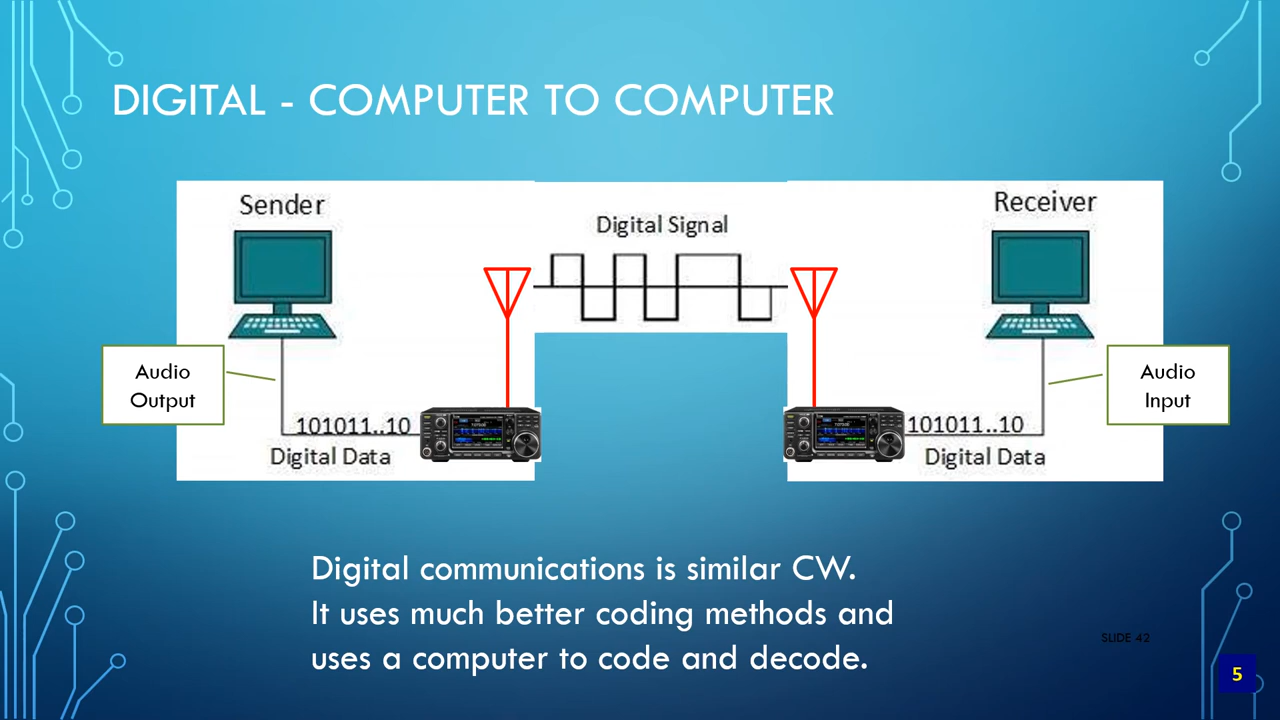 DIGITAL - COMPUTER TO COMPUTER
Sender
Receiver
Digital Signal
Audio
Output
Audio
Input
101011..10
101011..10
Digital Data
Digital Data
Digital communications is similar CW.
It uses much better coding methods and
uses a computer to code and decode.
SLIDE 42
5